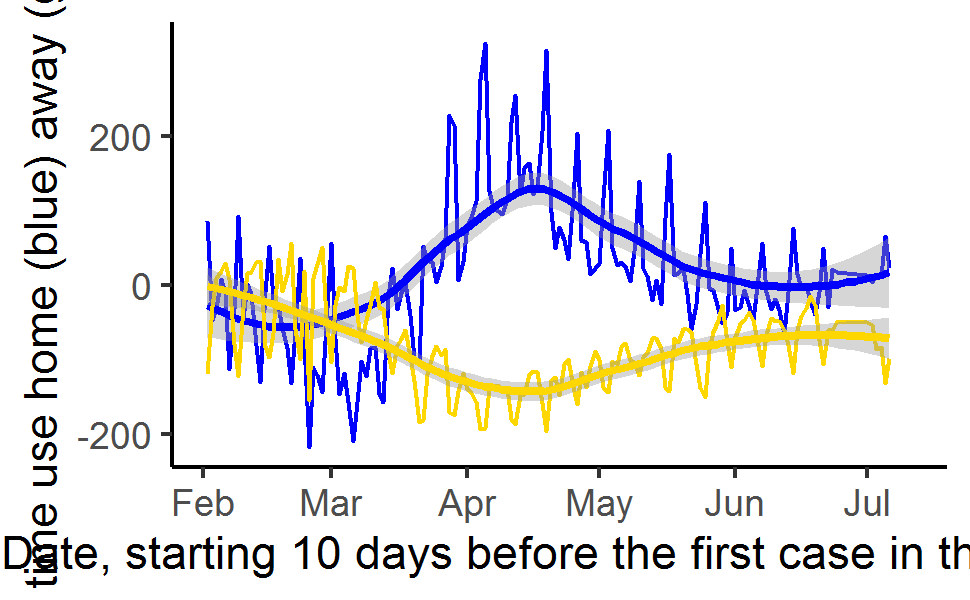 time use home (blue) away (
200
0
-200
Feb Mar Apr May Jun Jul
Date, starting 10 days before the first case in th